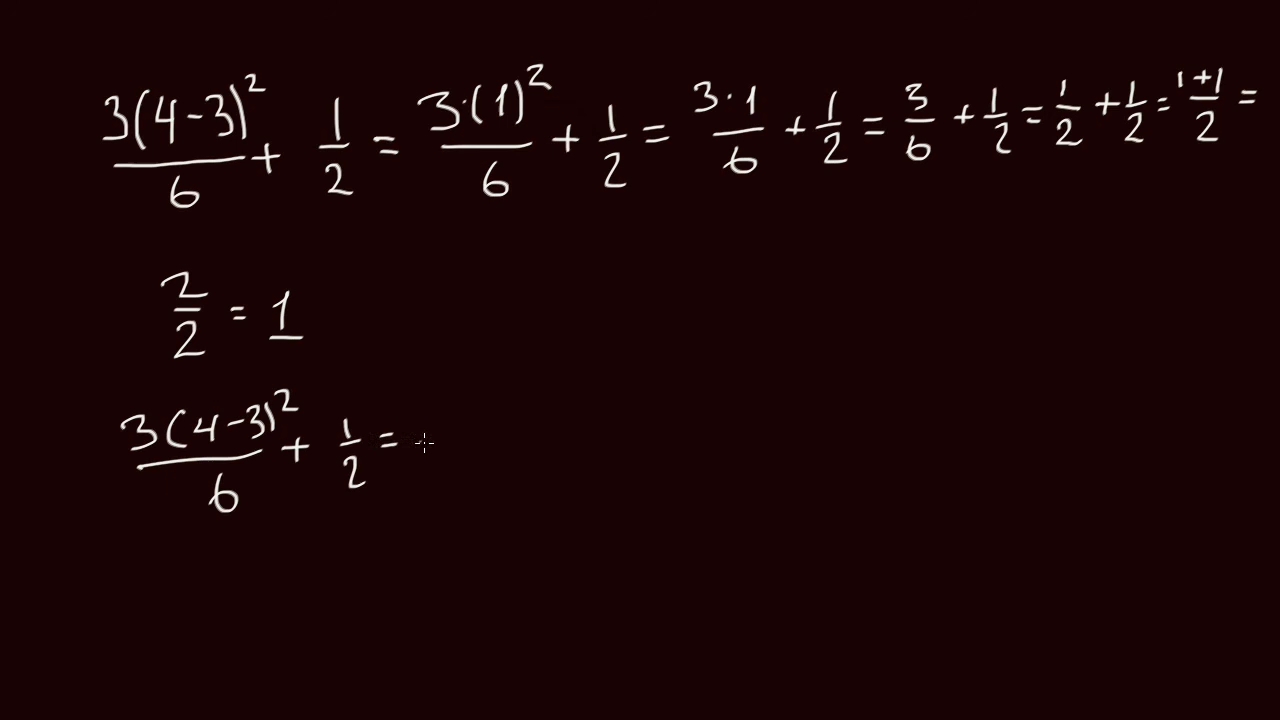 3(4-3)²/6 + 1/2 = 3·(1)²/6 + 1/2 = 3·1/6 + 1/2 = 3/6 + 1/2 = 1/2 + 1/2 = 1+1/2 =
2/2 = 1
3(4-3)²/6 + 1/2 =